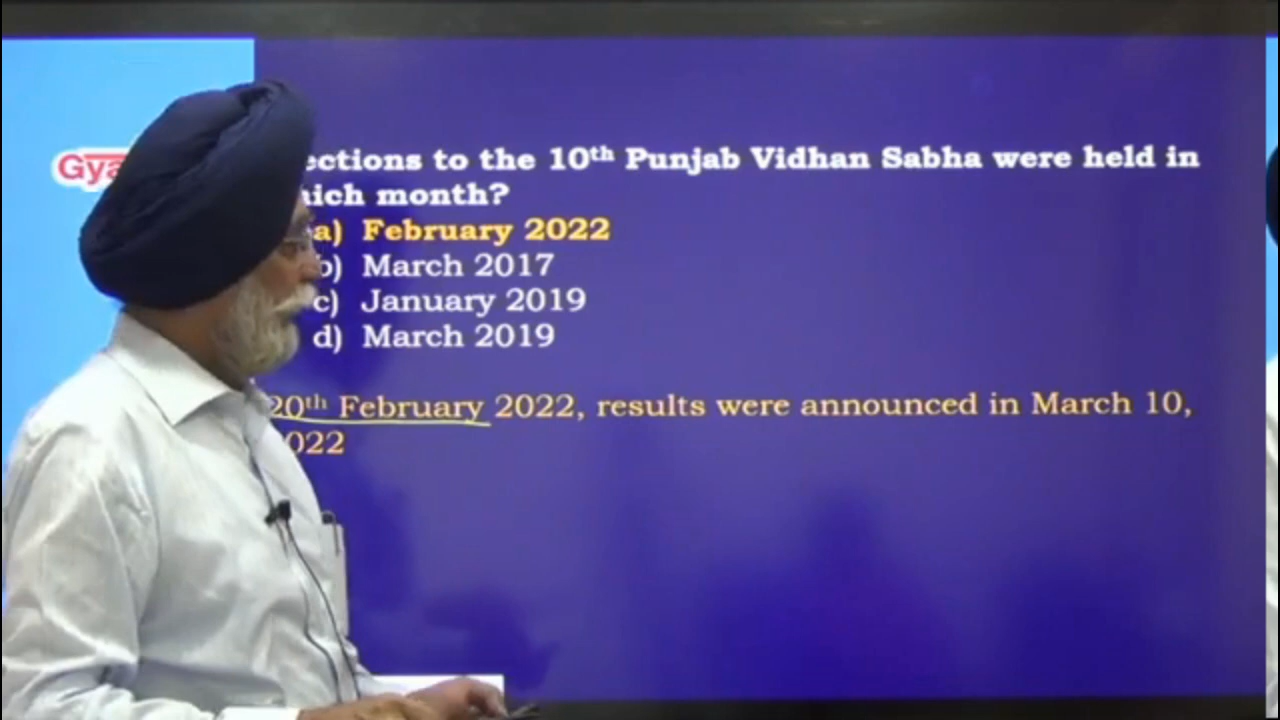 Gya
ections to the 10th Punjab Vidhan Sabha were held in
ich month?
a) February 2022
b) March 2017
c) January 2019
d) March 2019
20th February 2022, results were announced in March 10,
022